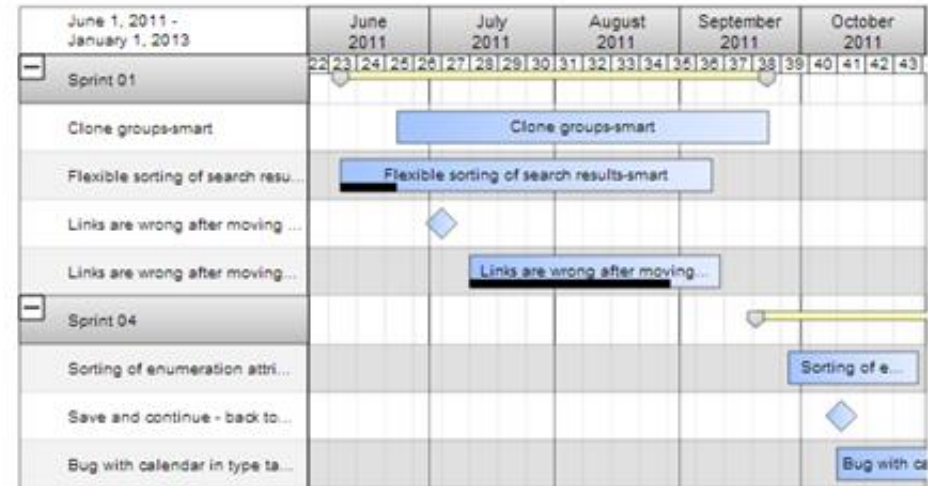 June 1, 2011 -
January 1, 2013
June
2011
July
2011
August
2011
September
2011
October
2011
22 23 24 25 26 27 28 29 30 31 32 33 34 35 36 37 38 39 40 41 42 43
Sprint 01
Clone groups-smart
Clone groups-smart
Flexible sorting of search resu...
Flexible sorting of search results-smart
Links are wrong after moving ...
Links are wrong after moving...
Links are wrong after moving...
Sprint 04
Sorting of enumeration attri...
Sorting of e...
Save and continue - back to...
Bug with calendar in type ta...
Bug with ca